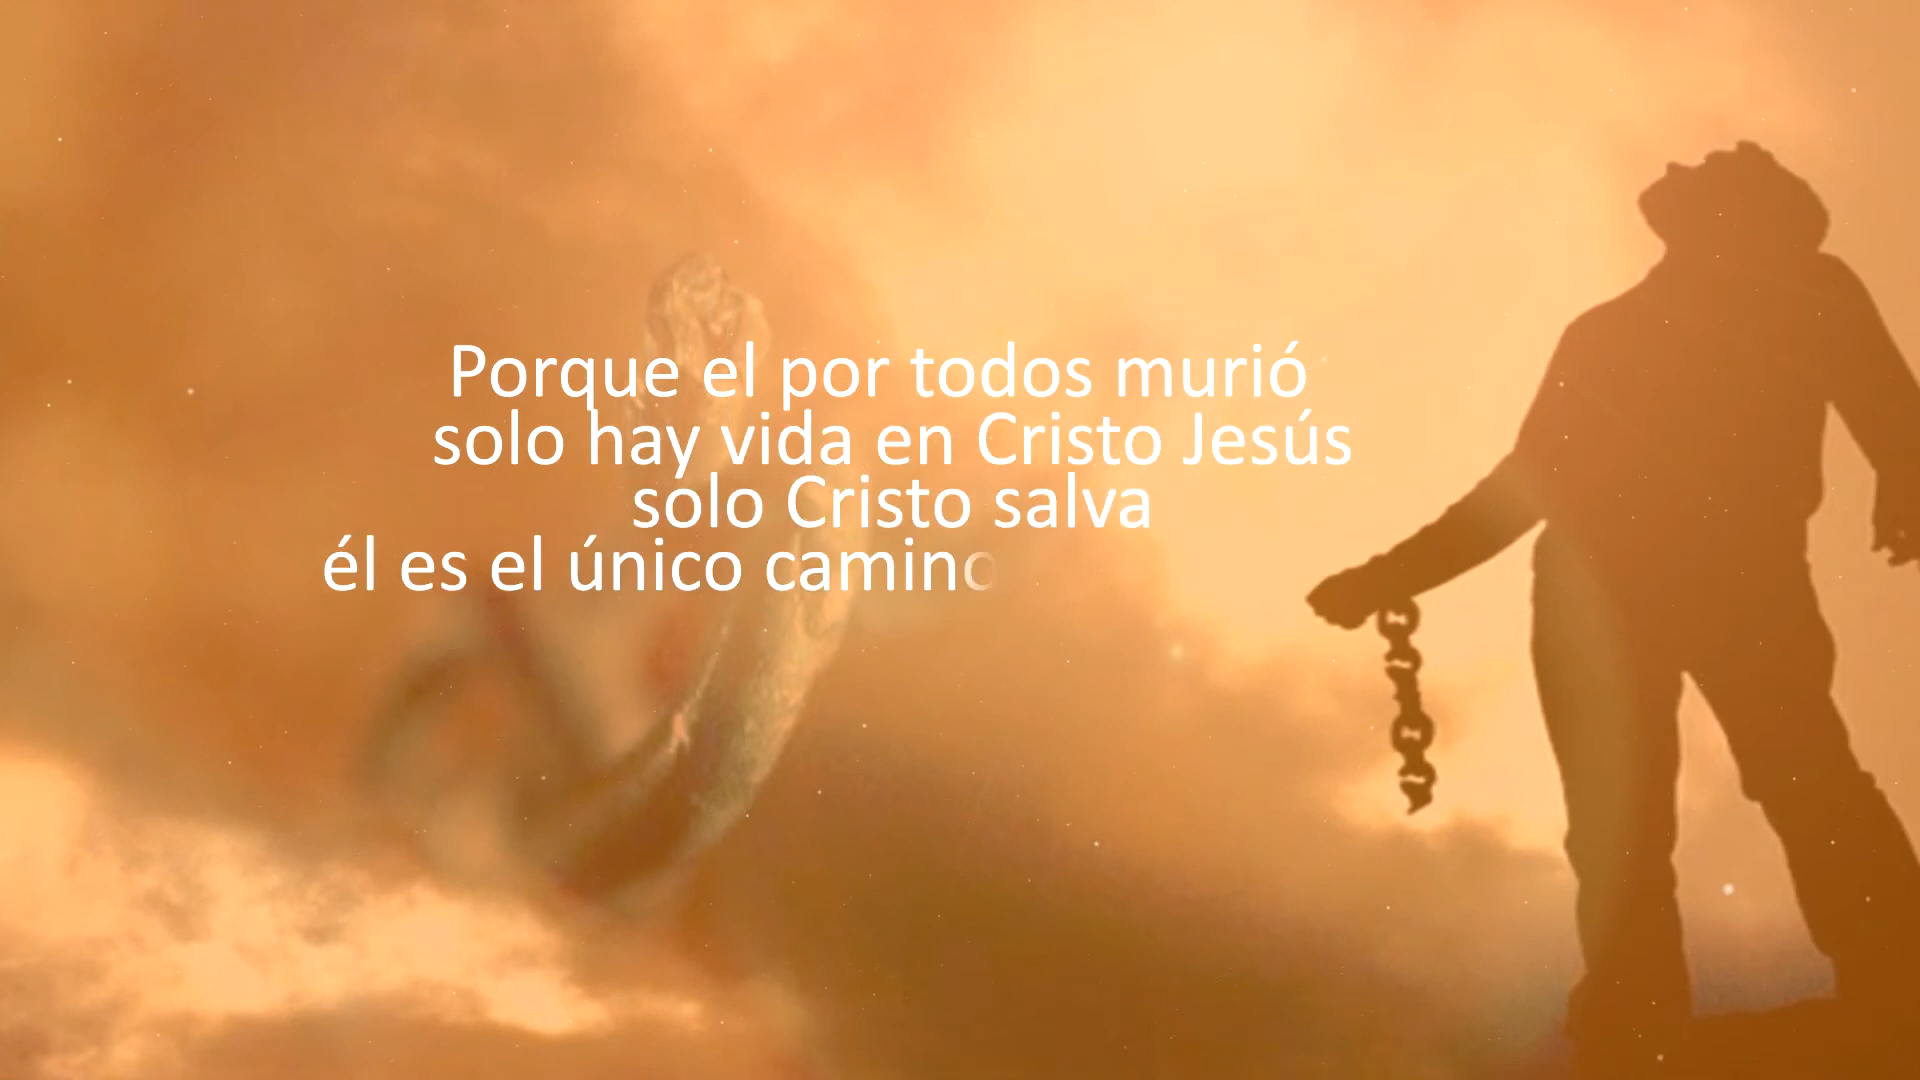 Porque el por todos murió
solo hay vida en Cristo Jesús
solo Cristo salva
él es el único camino